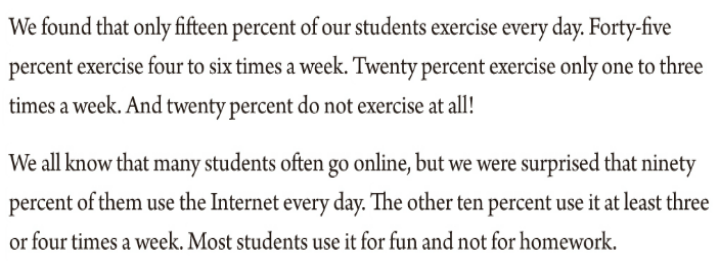 We found that only fifteen percent of our students exercise every day. Forty-five
percent exercise four to six times a week. Twenty percent exercise only one to three
times a week. And twenty percent do not exercise at all!
We all know that many students often go online, but we were surprised that ninety
percent of them use the Internet every day. The other ten percent use it at least three
or four times a week. Most students use it for fun and not for homework.